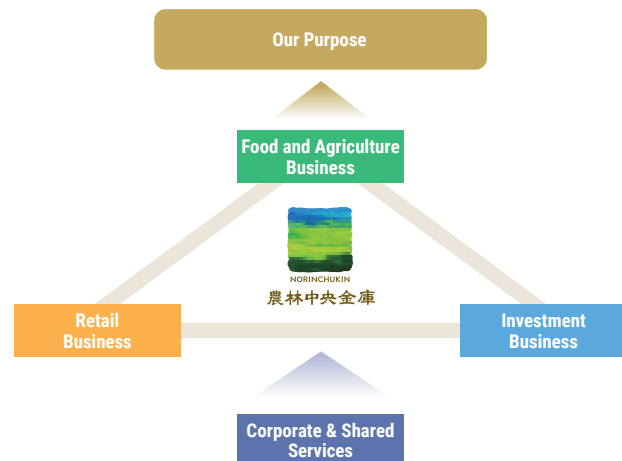 Our Purpose
Food and Agriculture
Business
NORINCHUKIN
農林中央金庫
Retail
Business
Investment
Business
Corporate & Shared
Services